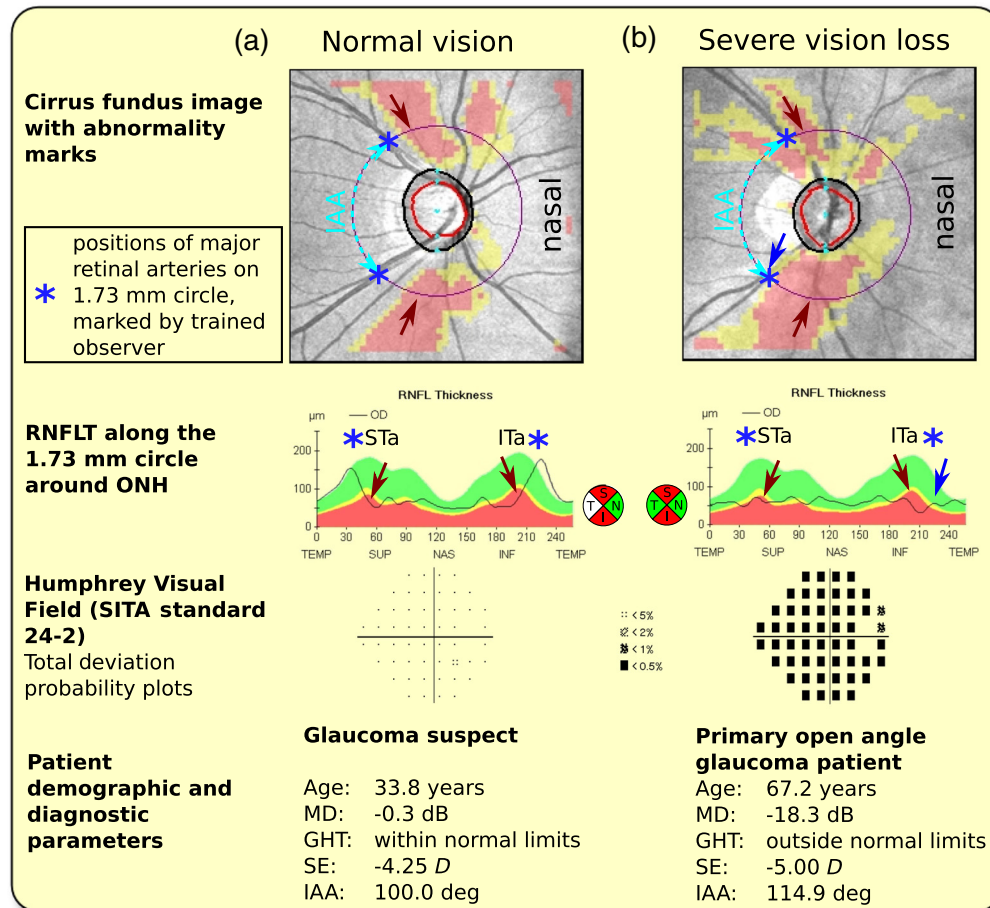 (a) Normal vision
(b) Severe vision loss
Cirrus fundus image
with abnormality
marks
IAA
nasal
IAA
nasal
positions of major
retinal arteries on
1.73 mm circle,
marked by trained
observer
RNFLT along the
1.73 mm circle
around ONH
RNFL Thickness
µm
OD
STa
ITa
200
100
0
0 30 60 90 120 150 180 210 240
TEMP SUP NAS INF TEMP
S
T N
I
S
T N
I
RNFL Thickness
µm
OD
STa
ITa
200
100
0
0 30 60 90 120 150 180 210 240
TEMP SUP NAS INF TEMP
Humphrey Visual
Field (SITA standard
24-2)
Total deviation
probability plots
< 5%
< 2%
< 1%
< 0.5%
Patient
demographic and
diagnostic
parameters
Glaucoma suspect
Age: 33.8 years
MD: -0.3 dB
GHT: within normal limits
SE: -4.25 D
IAA: 100.0 deg
Primary open angle
glaucoma patient
Age: 67.2 years
MD: -18.3 dB
GHT: outside normal limits
SE: -5.00 D
IAA: 114.9 deg